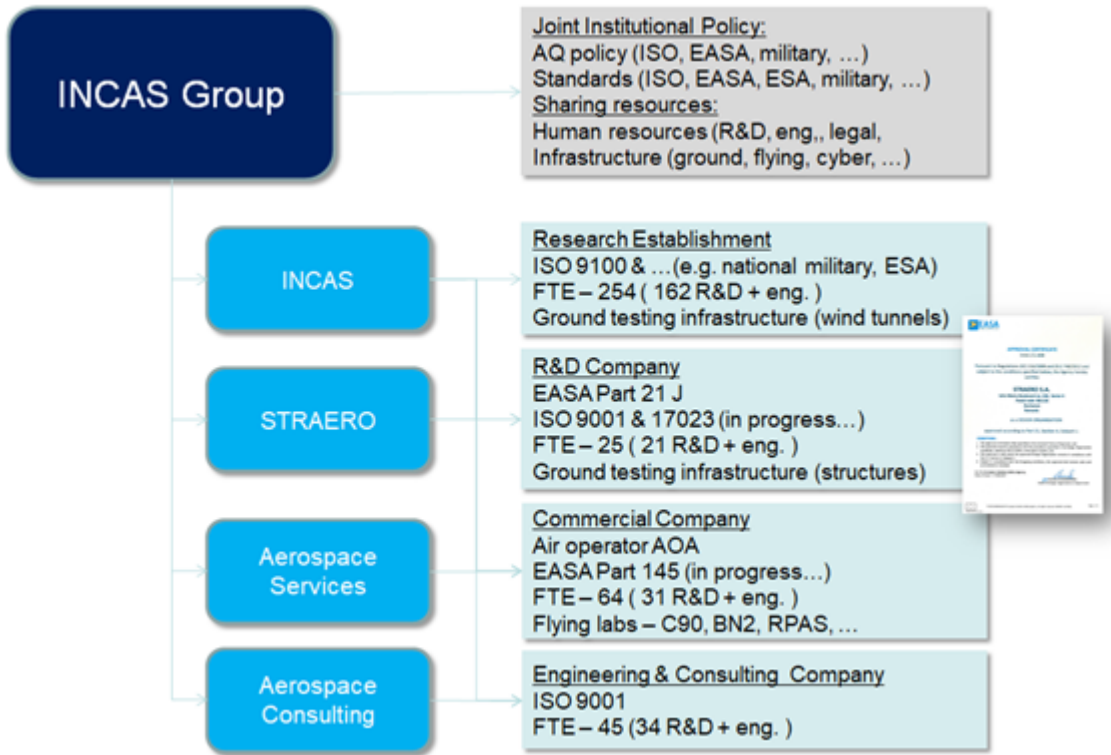 INCAS Group
Joint Institutional Policy:
AQ policy (ISO, EASA, military, …)
Standards (ISO, EASA, ESA, military, …)
Sharing resources:
Human resources (R&D, eng,, legal,
Infrastructure (ground, flying, cyber, …)
INCAS
Research Establishment
ISO 9100 & …(e.g. national military, ESA)
FTE – 254 ( 162 R&D + eng. )
Ground testing infrastructure (wind tunnels)
STRAERO
R&D Company
EASA Part 21 J
ISO 9001 & 17023 (in progress…)
FTE – 25 ( 21 R&D + eng. )
Ground testing infrastructure (structures)
EASA
APPROVAL CERTIFICATE
STRAERO S.A.
Aerospace
Services
Commercial Company
Air operator AOA
EASA Part 145 (in progress…)
FTE – 64 ( 31 R&D + eng. )
Flying labs – C90, BN2, RPAS, …
Aerospace
Consulting
Engineering & Consulting Company
ISO 9001
FTE – 45 (34 R&D + eng. )